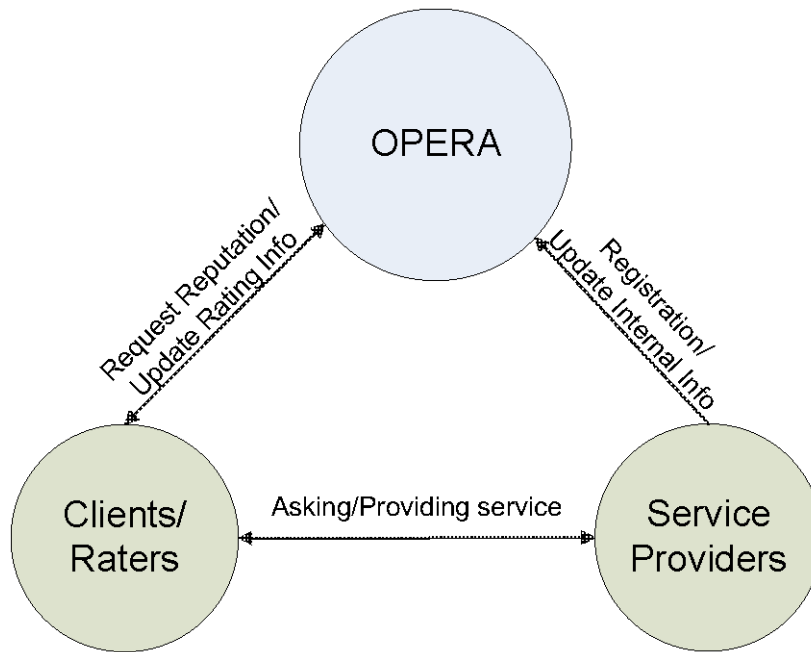 OPERA
Request Reputation/
Update Rating Info
Registration/
Update Internal Info
Clients/
Raters
Asking/Providing service
Service
Providers